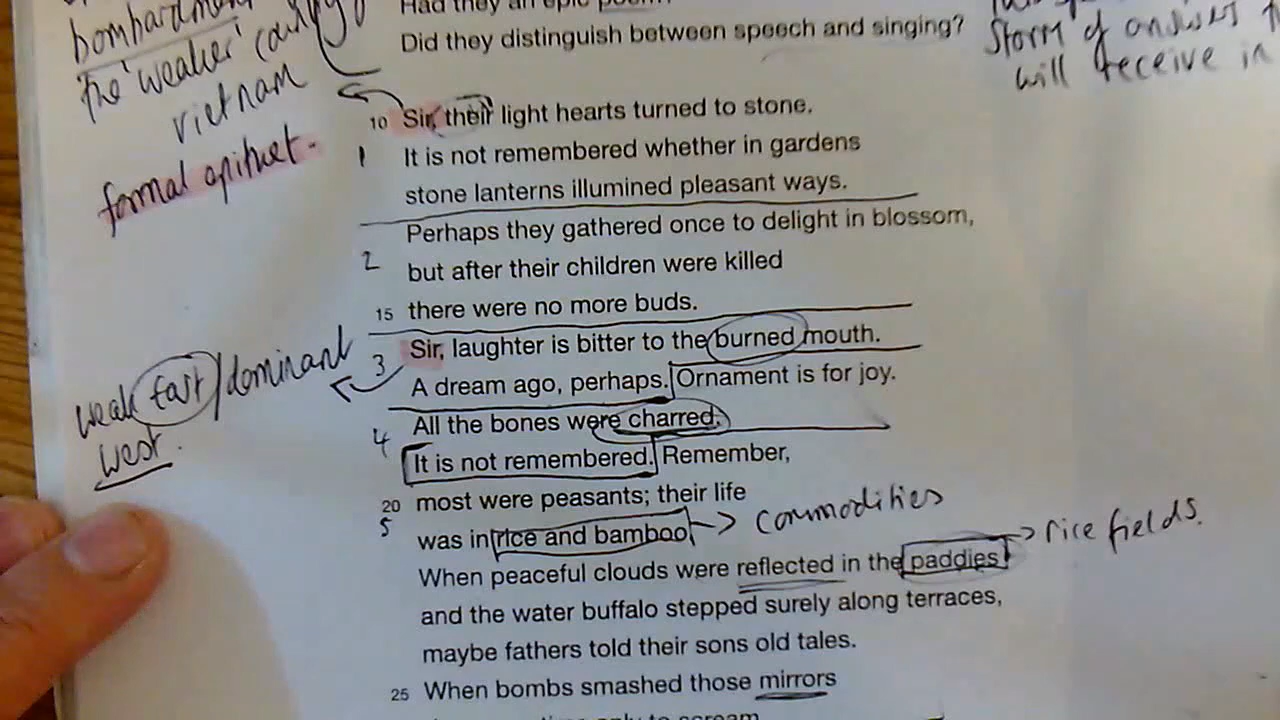 bombardment
The 'weaker' country
vietnam
formal epithet.
Had they an epic poem?
Did they distinguish between speech and singing?
Storm of answers
will receive in
10 Sir, their light hearts turned to stone.
1 It is not remembered whether in gardens
stone lanterns illumined pleasant ways.
Perhaps they gathered once to delight in blossom,
2 but after their children were killed
15 there were no more buds.
3 Sir, laughter is bitter to the burned mouth.
A dream ago, perhaps. Ornament is for joy.
weak east/dominant
west.
4 All the bones were charred.
It is not remembered. Remember,
20 most were peasants; their life
5 was in rice and bamboo. -> commodities
When peaceful clouds were reflected in the paddies -> rice fields.
and the water buffalo stepped surely along terraces,
maybe fathers told their sons old tales.
25 When bombs smashed those mirrors
time only to scream.